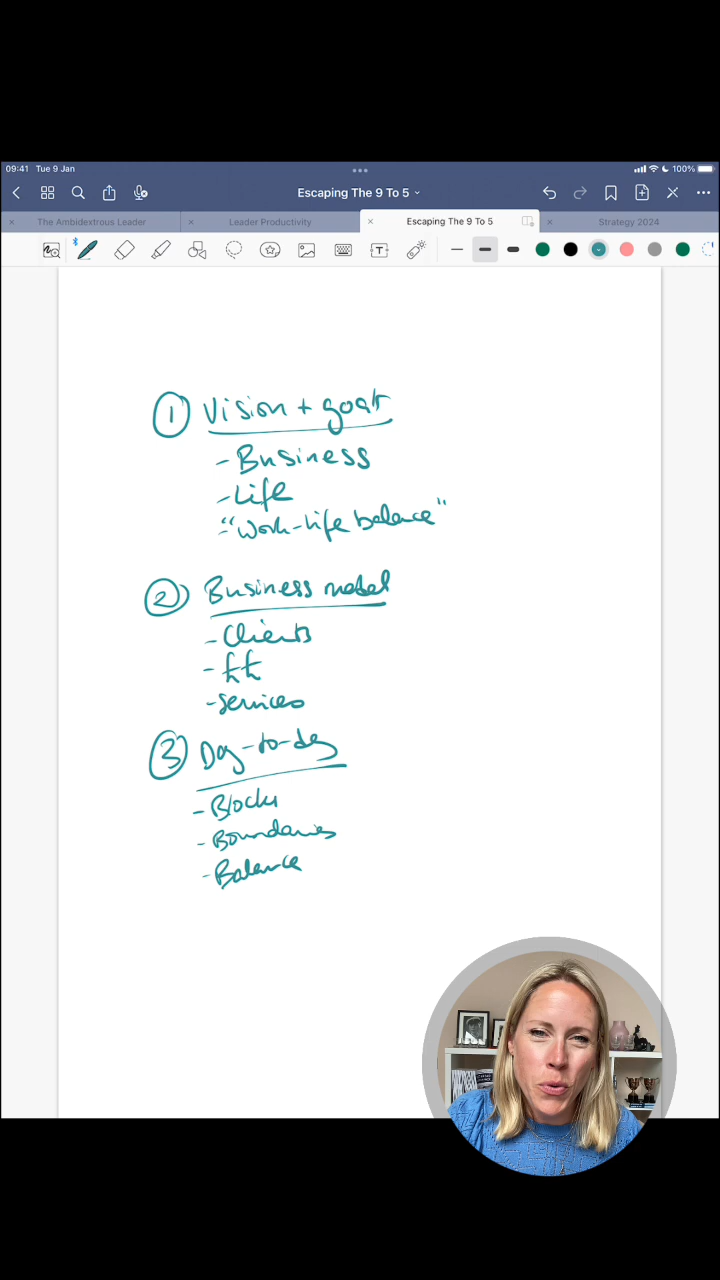 09:41 Tue 9 Jan
100%
Escaping The 9 To 5
The Ambidextrous Leader
Leader Productivity
Escaping The 9 To 5
Strategy 2024
T
1 Vision + goals
- Business
- Life
- "Work-life balance"
2 Business model
- Clients
- ££
- Services
3 Day-to-day
- Blocks
- Boundaries
- Balance